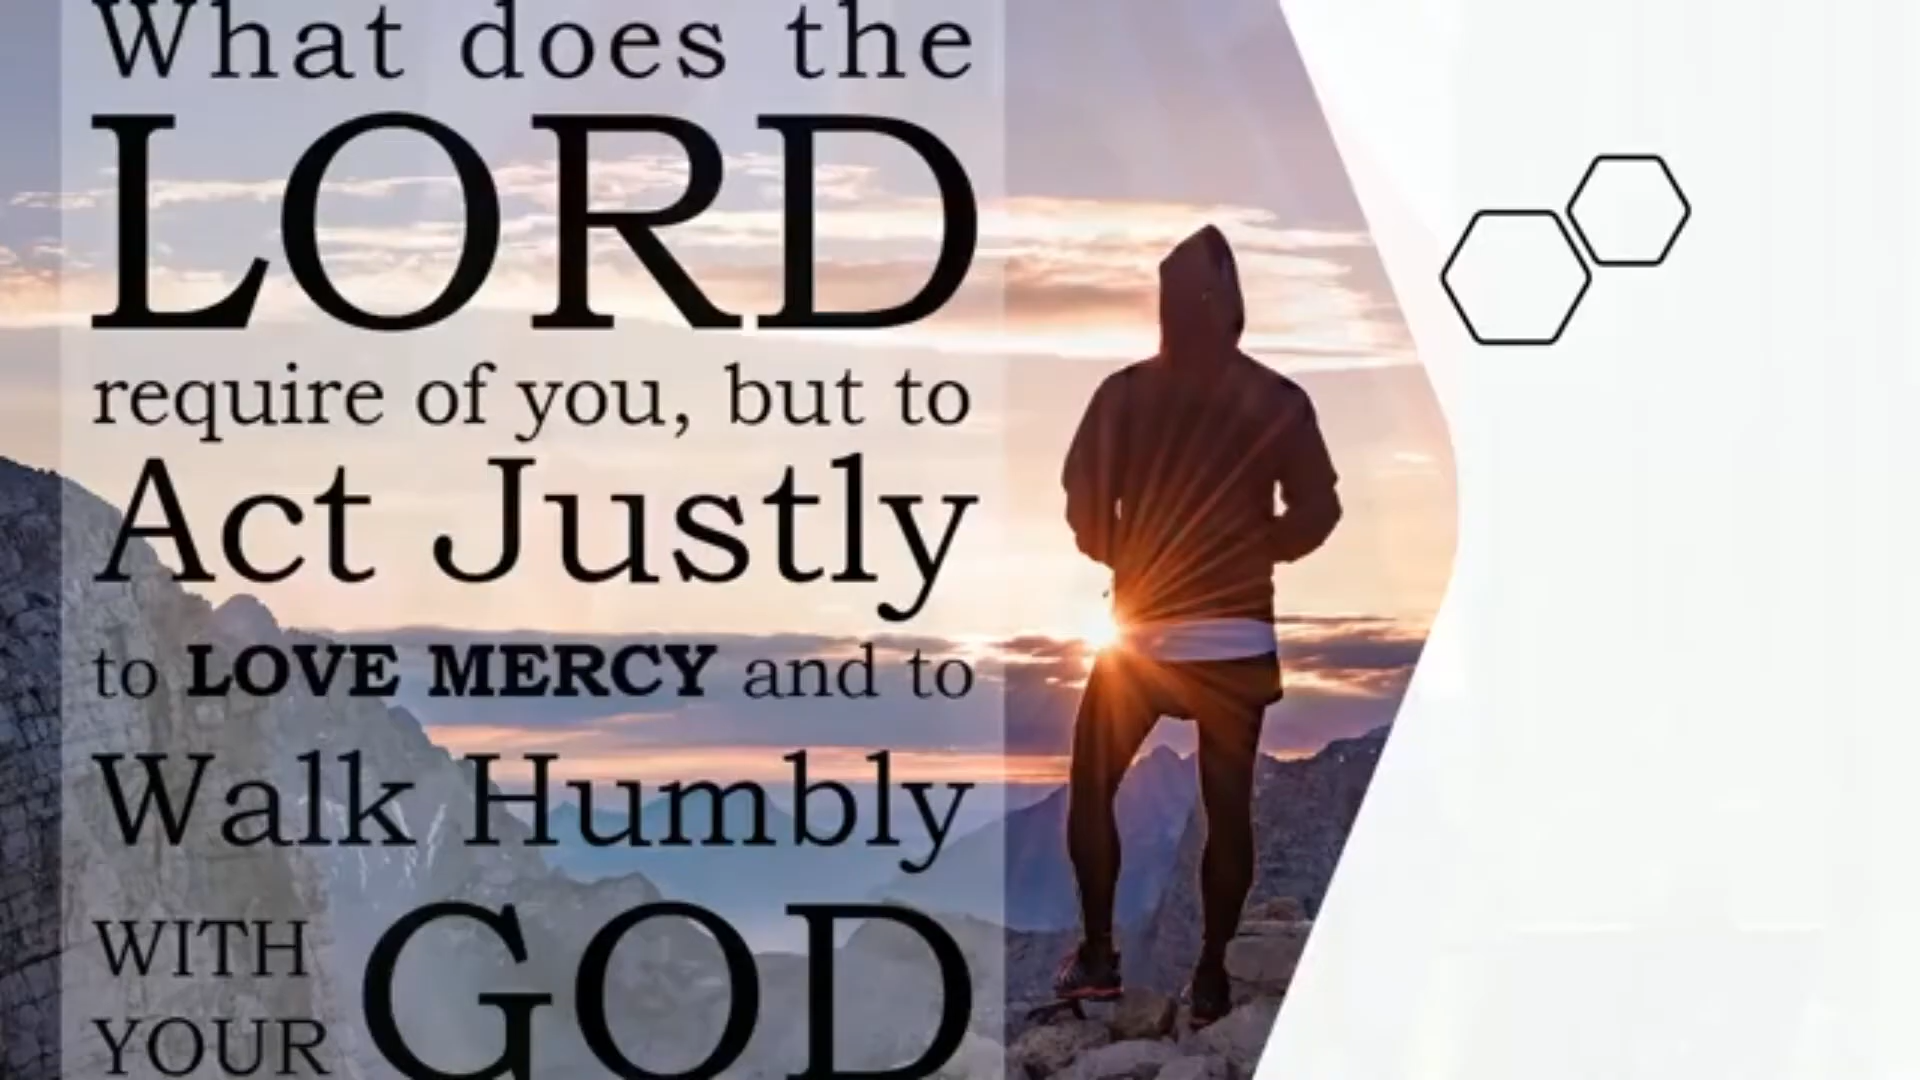 What does the
LORD
require of you, but to
Act Justly
to LOVE MERCY and to
Walk Humbly
WITH
YOUR GOD